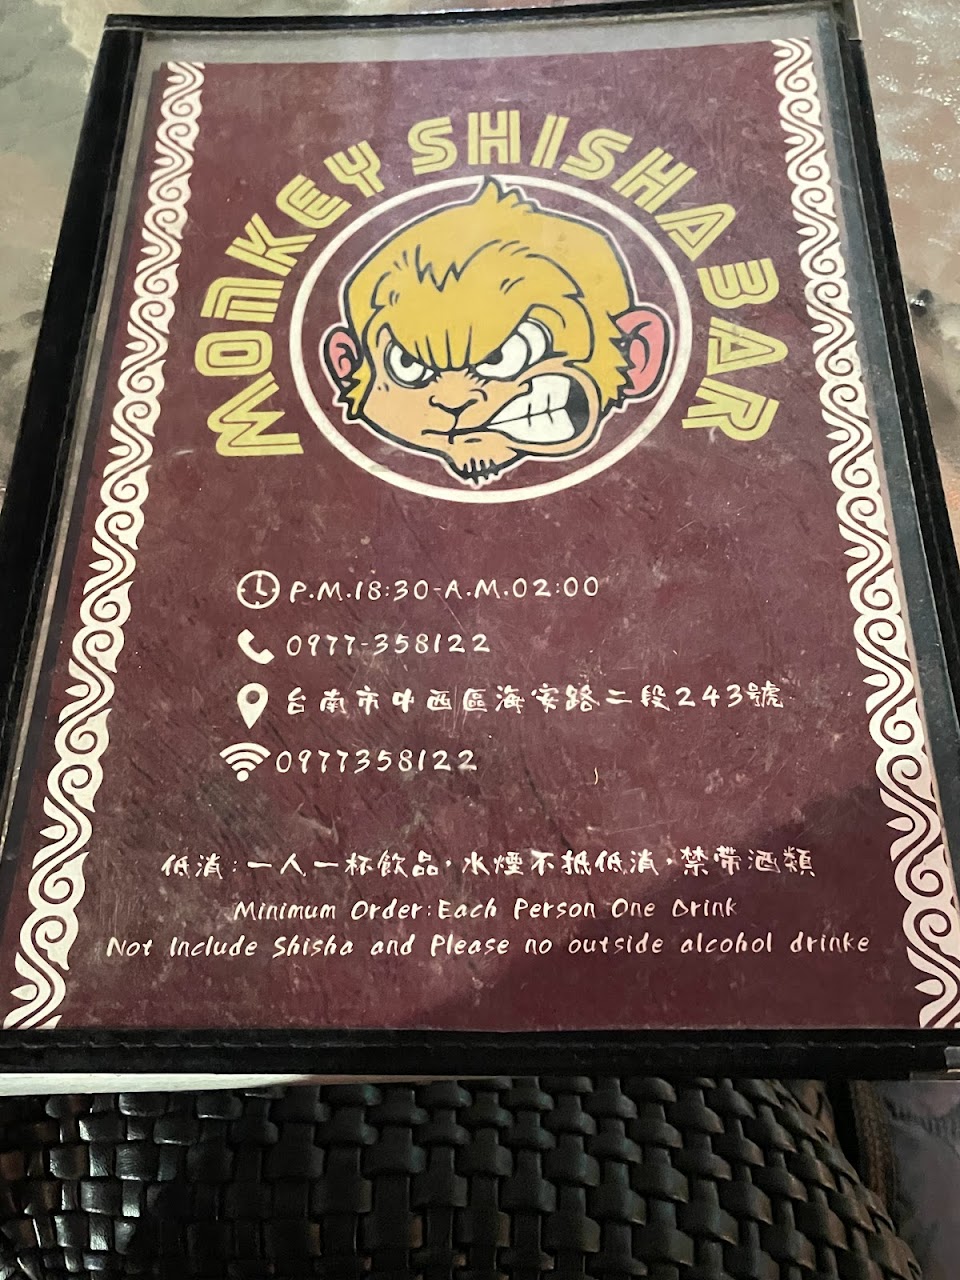 MONKEY SHISHA BAR
P.M.18:30-A.M.02:00
0977-358122
台南市中西區海安路二段243號
0977358122
低消:一人一杯飲品,水煙不抵低消,禁帶酒類
Minimum Order:Each Person One Drink
Not Include Shisha and Please no outside alcohol drinke